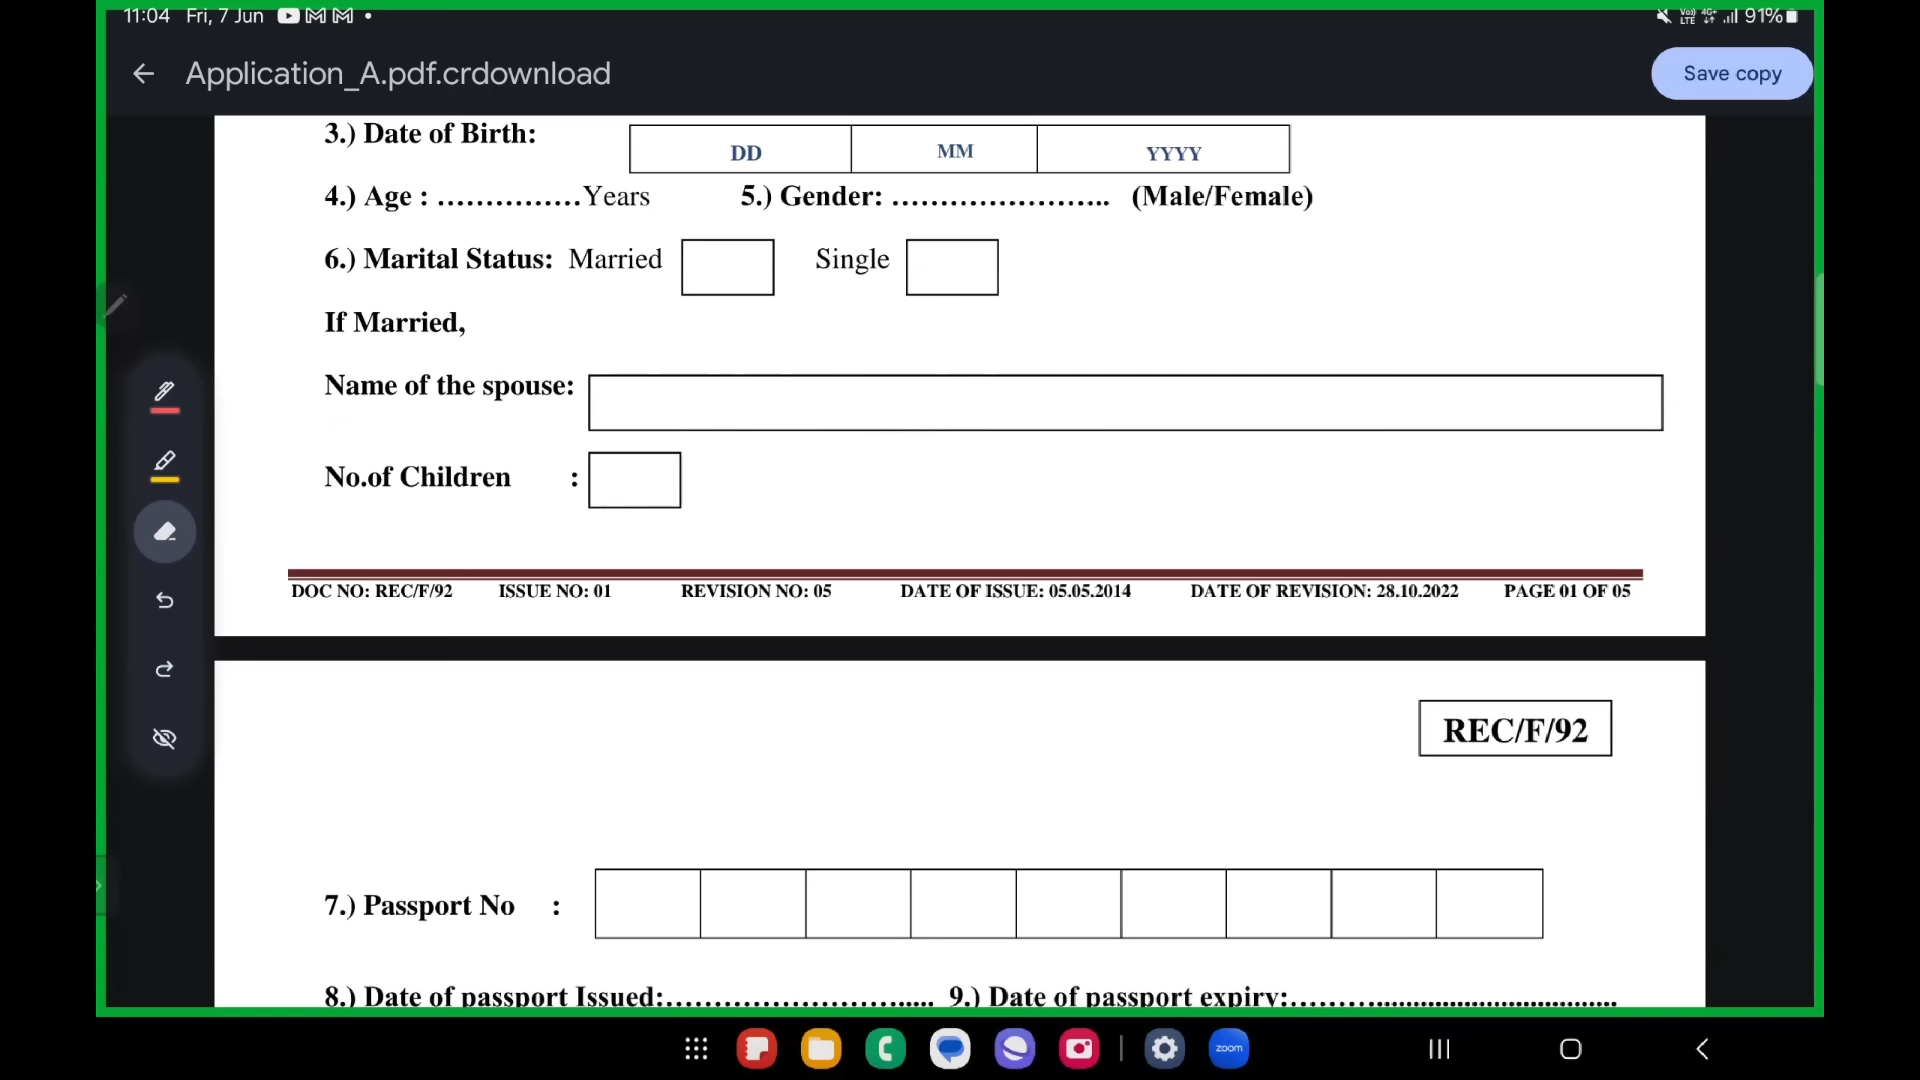 11:04 Fri, 7 Jun
Vo)) LTE 4G+ 91%
Application_A.pdf.crdownload
Save copy
3.) Date of Birth:
DD MM YYYY
4.) Age : ...............Years 5.) Gender: ....................... (Male/Female)
6.) Marital Status: Married Single
If Married,
Name of the spouse:
No.of Children :
DOC NO: REC/F/92 ISSUE NO: 01 REVISION NO: 05 DATE OF ISSUE: 05.05.2014 DATE OF REVISION: 28.10.2022 PAGE 01 OF 05
REC/F/92
7.) Passport No :
8.) Date of passport Issued:............................. 9.) Date of passport expiry:..........................................
zoom